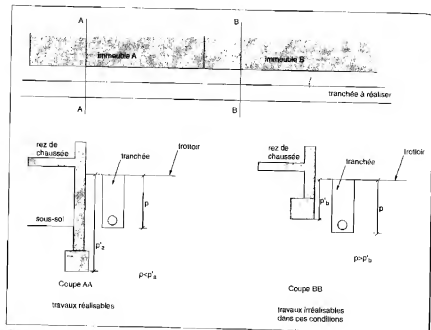 A
B
immeuble A
immeuble B
tranchée à réaliser
A
B
rez de
chaussée
tranchée
trottoir
p
sous-sol
p'a
p<p'a
Coupe AA
travaux réalisables
rez de
chaussée
tranchée
trottoir
p
p'b
p>p'b
Coupe BB
travaux irréalisables
dans ces conditions